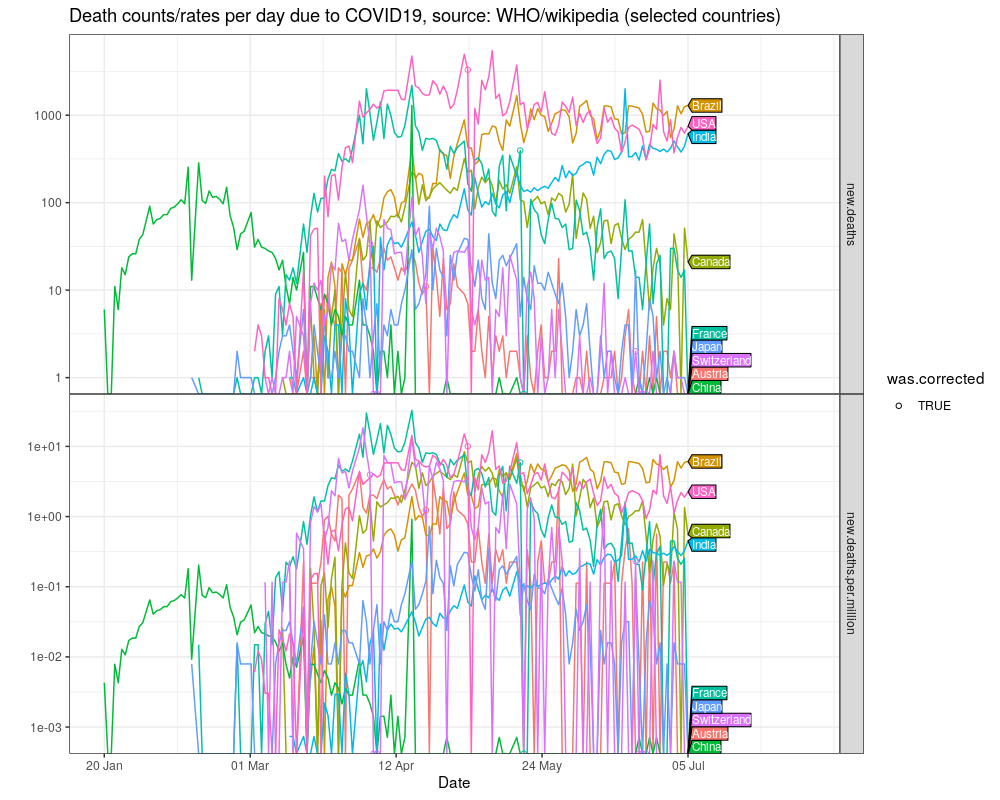 Death counts/rates per day due to COVID19, source: WHO/wikipedia (selected countries)
1000
100
10
1
Brazil
USA
India
Canada
France
Japan
Switzerland
Austria
China
new.deaths
1e+01
1e+00
1e-01
1e-02
1e-03
Brazil
USA
Canada
India
France
Japan
Switzerland
Austria
China
new.deaths.per.million
20 Jan
01 Mar
12 Apr
24 May
05 Jul
Date
was.corrected
TRUE